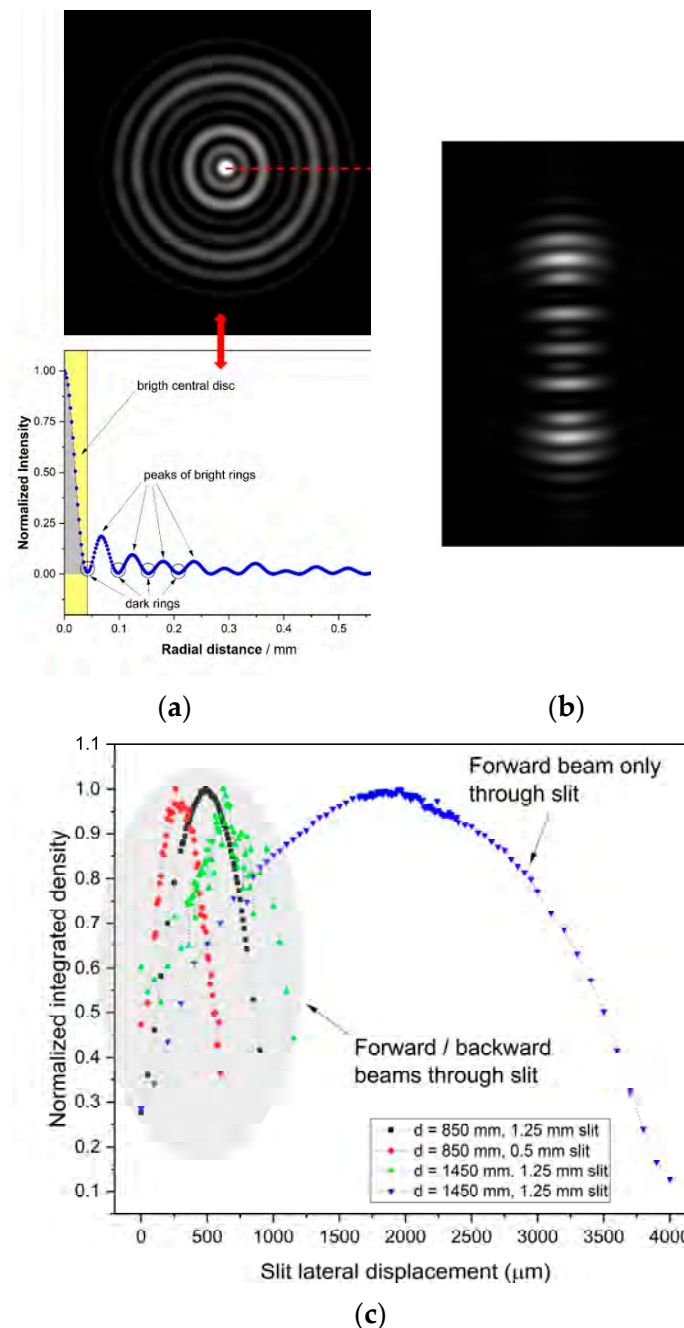 1.00
0.75
0.50
0.25
0.00
Normalized Intensity
brigth central disc
peaks of bright rings
dark rings
0.0 0.1 0.2 0.3 0.4 0.5
Radial distance / mm
(a) (b)
1.1
1.0
0.9
0.8
0.7
0.6
0.5
0.4
0.3
0.2
0.1
Normalized integrated density
Forward beam only
through slit
Forward / backward
beams through slit
d = 850 mm, 1.25 mm slit
d = 850 mm, 0.5 mm slit
d = 1450 mm. 1.25 mm slit
d = 1450 mm, 1.25 mm slit
0 500 1000 1500 2000 2500 3000 3500 4000
Slit lateral displacement (μm)
(c)